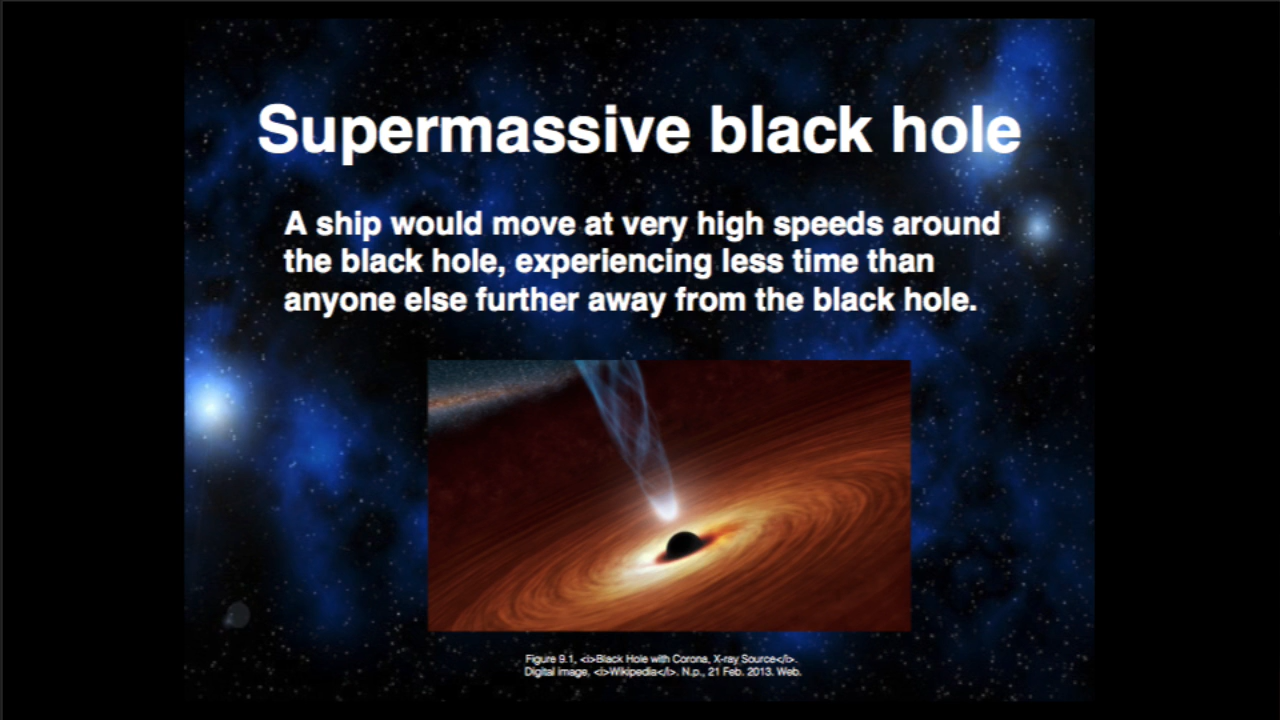 Supermassive black hole
A ship would move at very high speeds around
the black hole, experiencing less time than
anyone else further away from the black hole.
Figure 9.1, <i>Black Hole with Corona, X-ray Source</i>.
Digital image, <i>Wikipedia</i>. N.p., 21 Feb. 2013. Web.